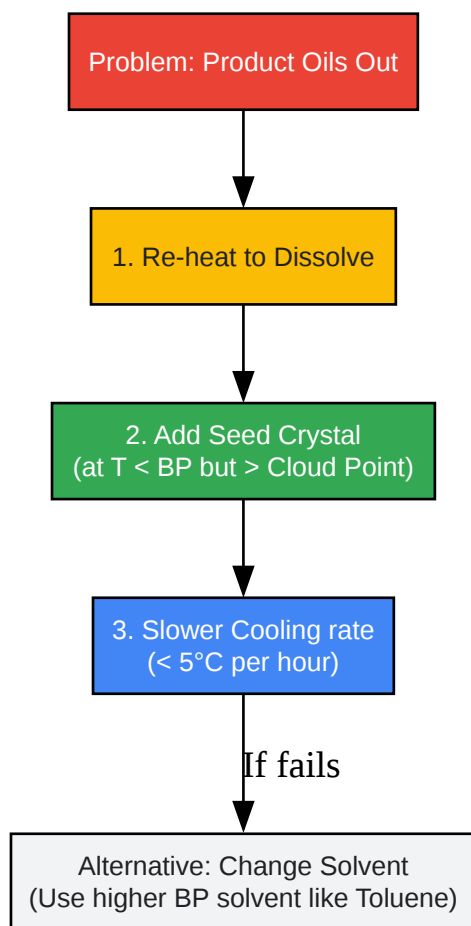 Problem: Product Oils Out
1. Re-heat to Dissolve
2. Add Seed Crystal
(at T < BP but > Cloud Point)
3. Slower Cooling rate
(< 5°C per hour)
If fails
Alternative: Change Solvent
(Use higher BP solvent like Toluene)